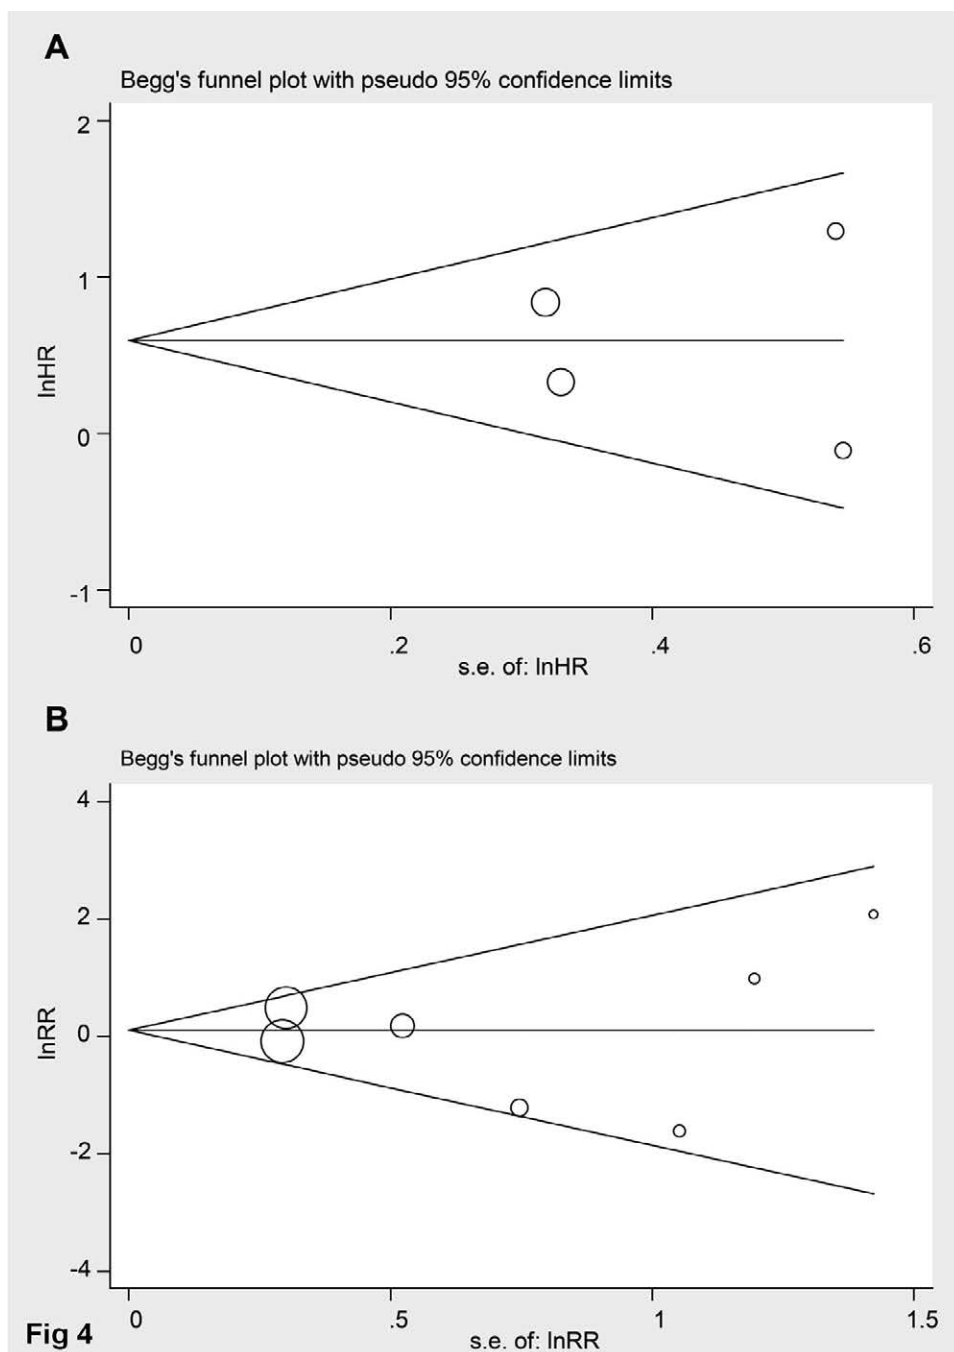 A
Begg's funnel plot with pseudo 95% confidence limits
2
1
0
-1
lnHR
0 .2 .4 .6
s.e. of: lnHR
B
Begg's funnel plot with pseudo 95% confidence limits
4
2
0
-2
-4
lnRR
0 .5 1 1.5
s.e. of: lnRR
Fig 4